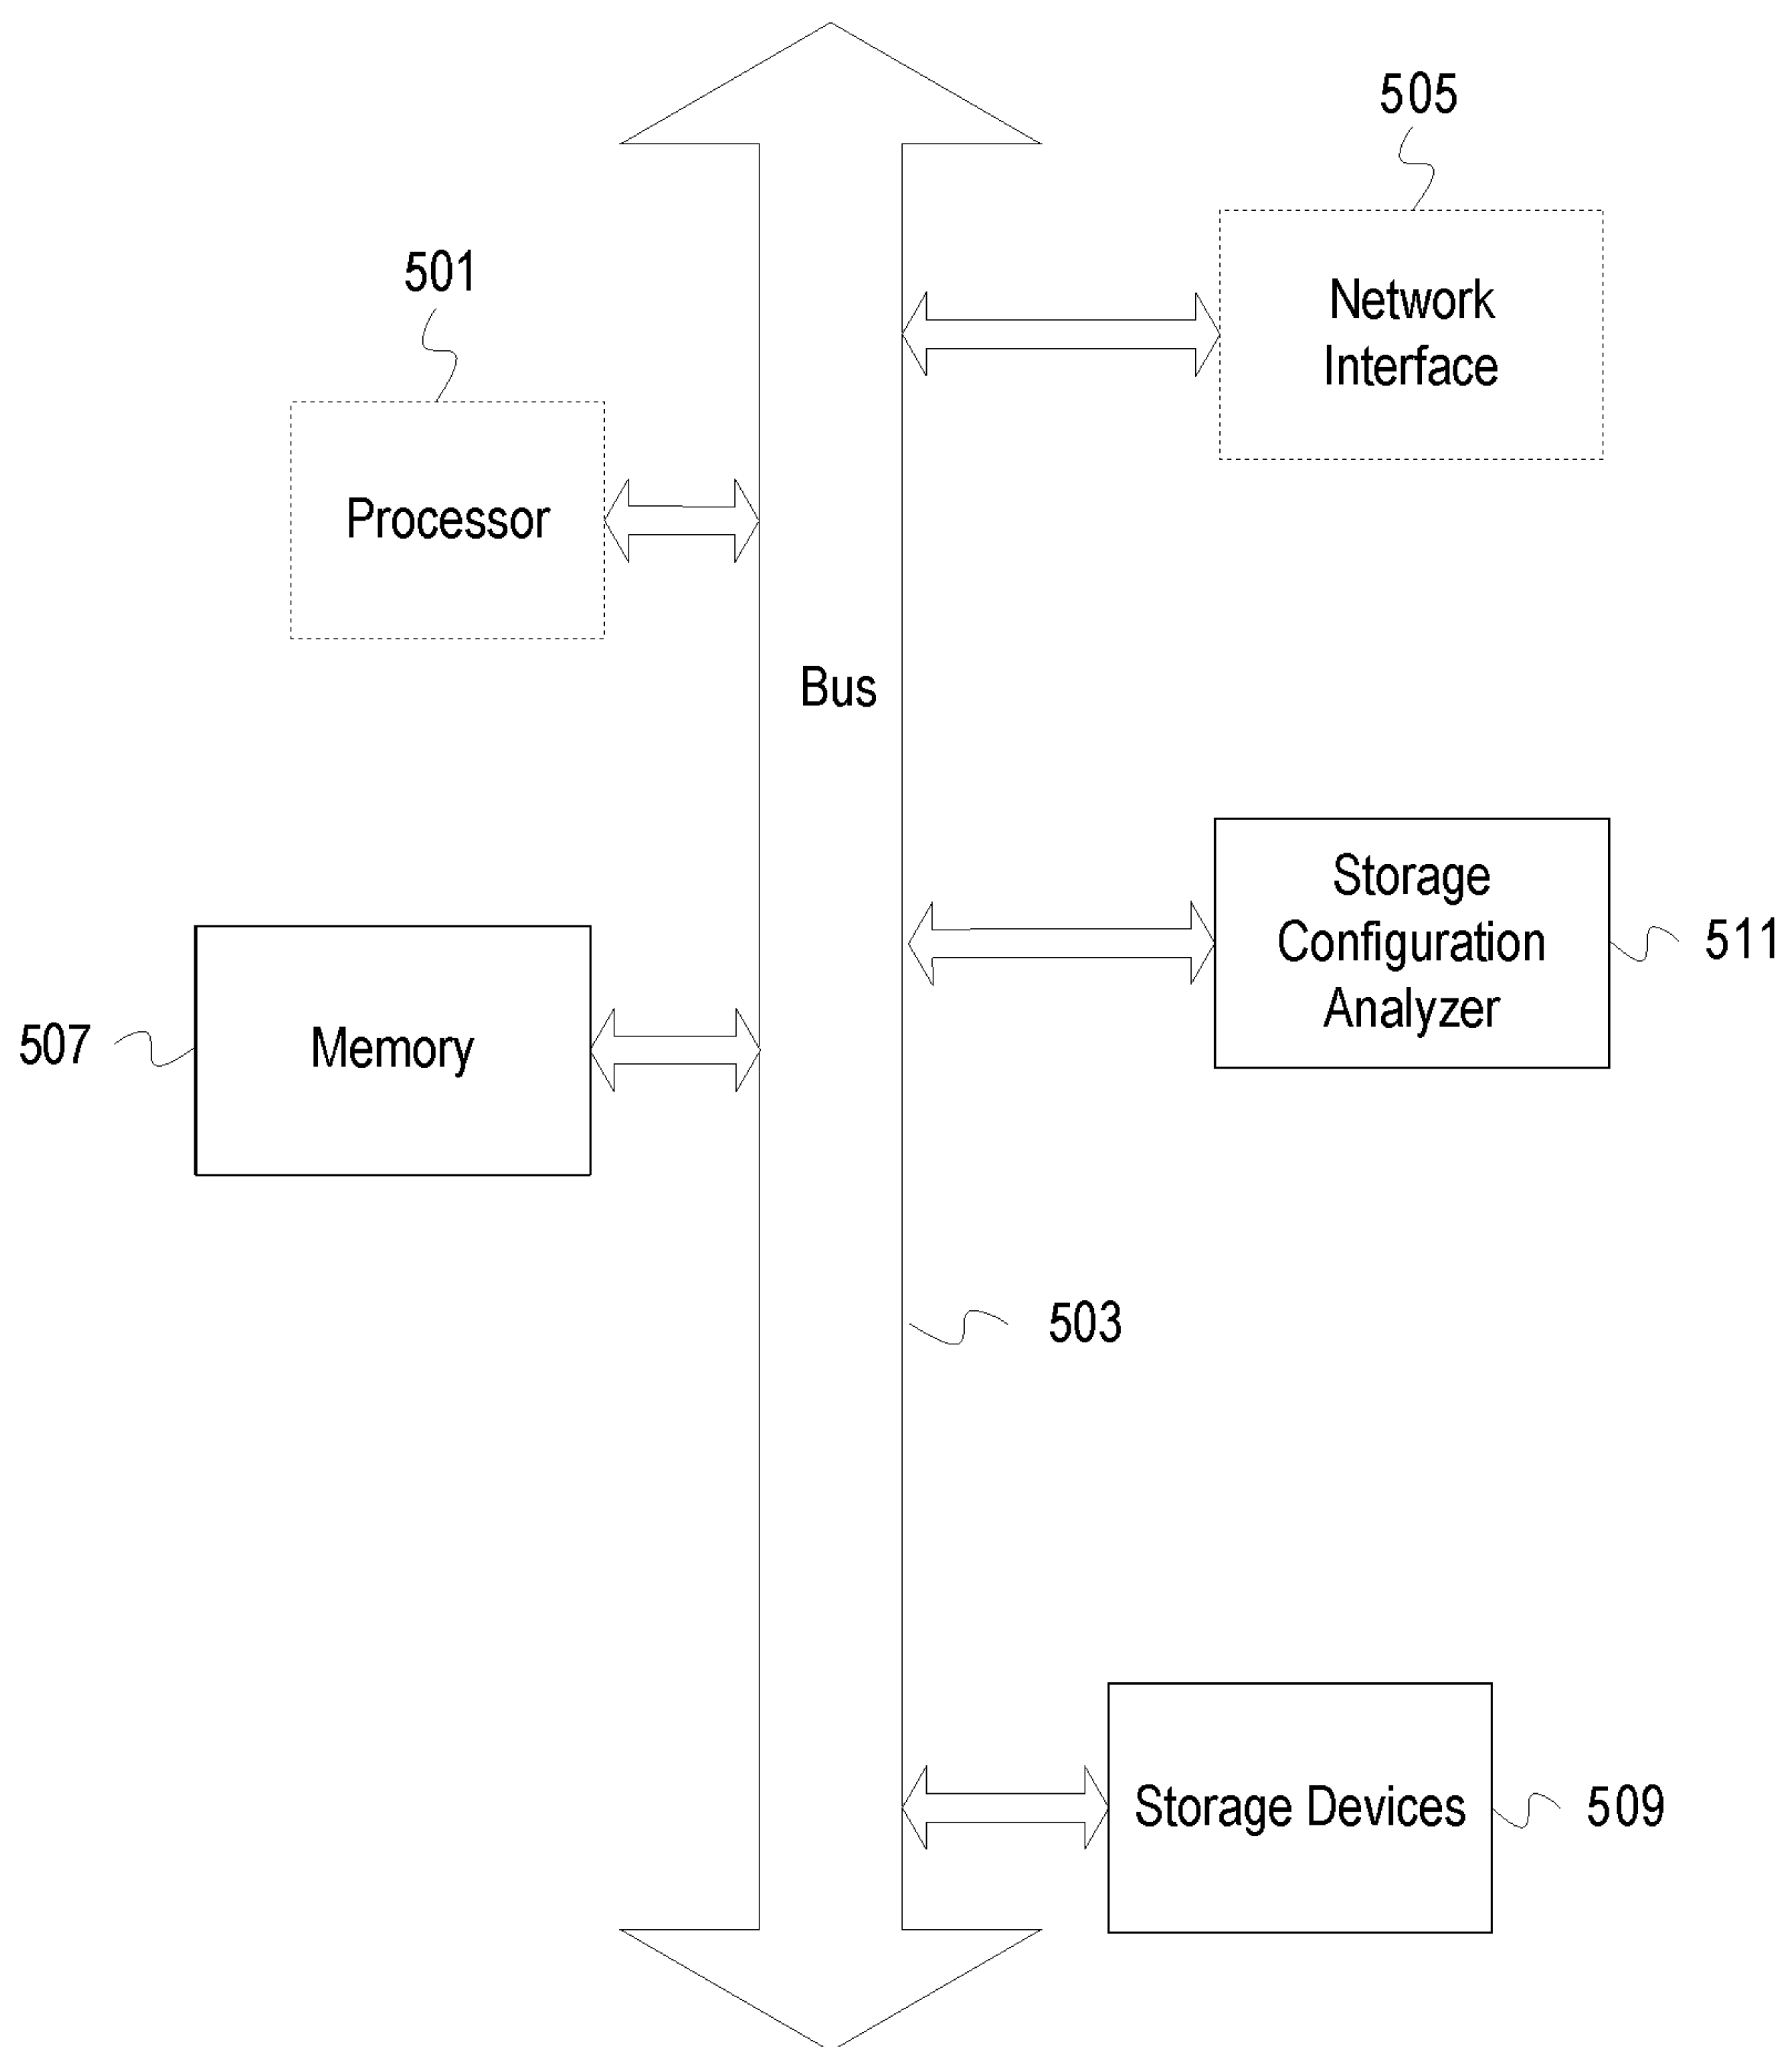 505
Network
Interface
501
Processor
Bus
Storage
Configuration
Analyzer
511
507
Memory
503
Storage Devices
509